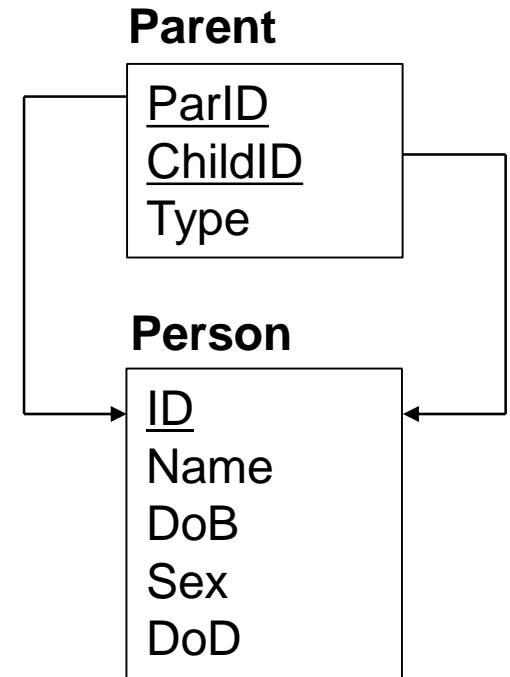 Parent
ParID
ChildID
Type
Person
ID
Name
DoB
Sex
DoD